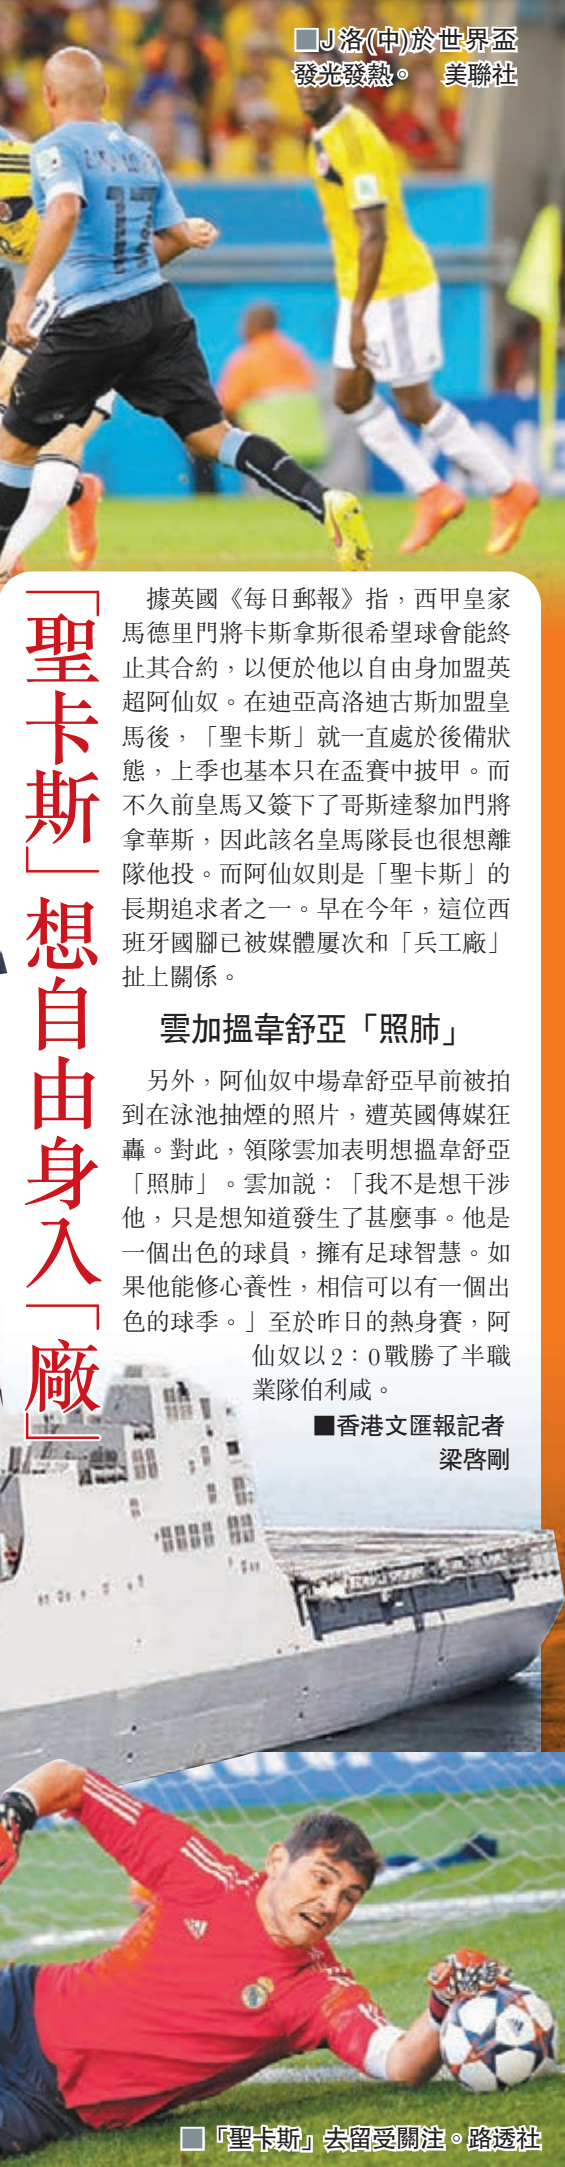 ■J洛(中)於世界盃
發光發熱。 美聯社
17
「聖卡斯」想自由身入「廠」
據英國《每日郵報》指，西甲皇家
馬德里門將卡斯拿斯很希望球會能終
止其合約，以便於他以自由身加盟英
超阿仙奴。在迪亞高洛迪古斯加盟皇
馬後，「聖卡斯」就一直處於後備狀
態，上季也基本只在盃賽中披甲。而
不久前皇馬又簽下了哥斯達黎加門將
拿華斯，因此該名皇馬隊長也很想離
隊他投。而阿仙奴則是「聖卡斯」的
長期追求者之一。早在今年，這位西
班牙國腳已被媒體屢次和「兵工廠」
扯上關係。
雲加搵韋舒亞「照肺」
另外，阿仙奴中場韋舒亞早前被拍
到在泳池抽煙的照片，遭英國傳媒狂
轟。對此，領隊雲加表明想搵韋舒亞
「照肺」。雲加説：「我不是想干涉
他，只是想知道發生了甚麼事。他是
一個出色的球員，擁有足球智慧。如
果他能修心養性，相信可以有一個出
色的球季。」至於昨日的熱身賽，阿
仙奴以2：0戰勝了半職
業隊伯利咸。
■香港文匯報記者
梁啓剛
■「聖卡斯」去留受關注。路透社